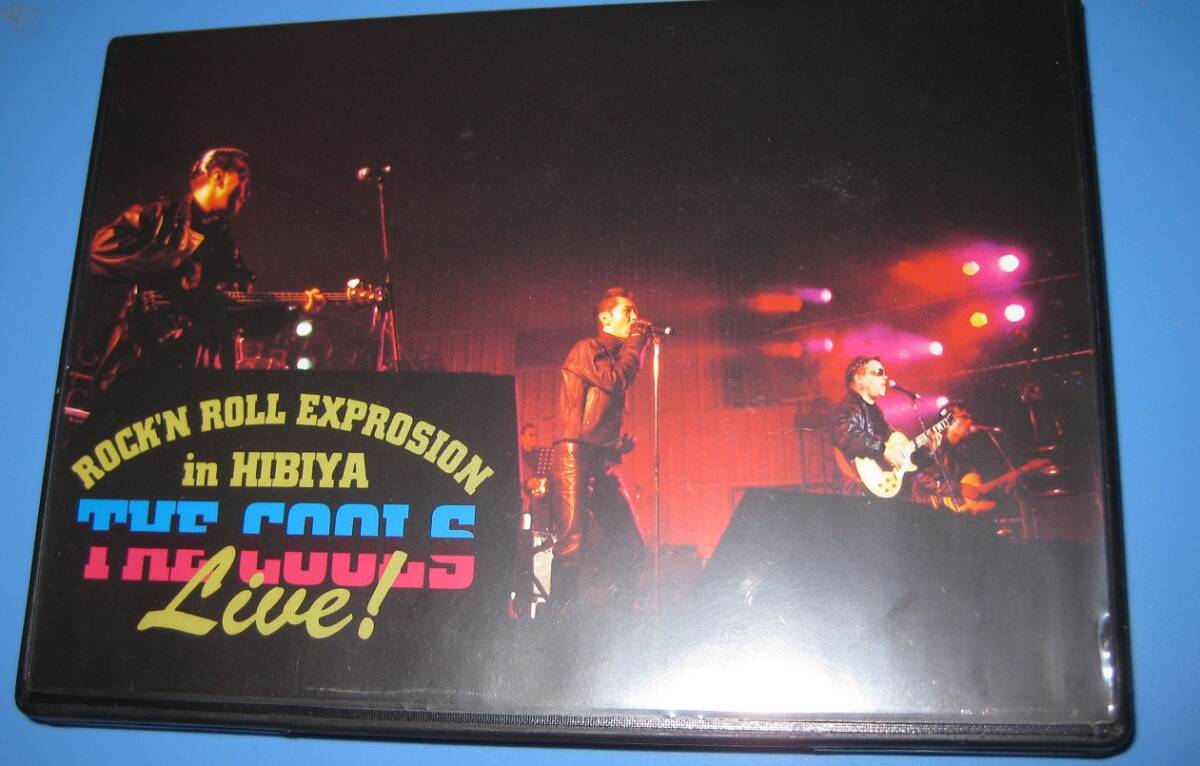 ROCK'N ROLL EXPROSION
in HIBIYA
THE COOLS
Live!